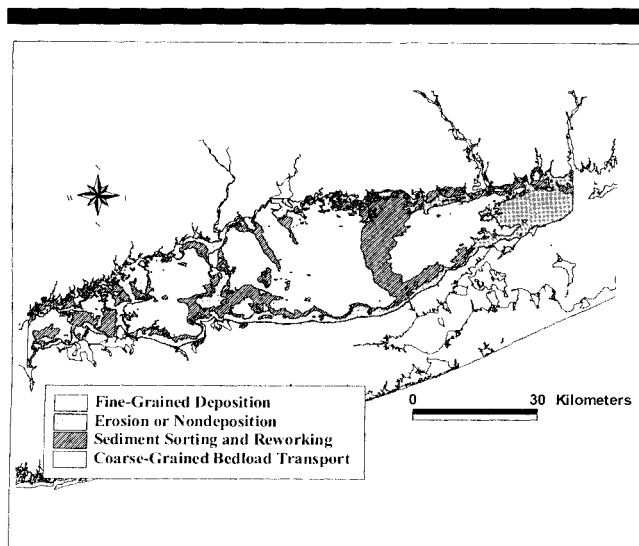 Fine-Grained Deposition
Erosion or Nondeposition
Sediment Sorting and Reworking
Coarse-Grained Bedload Transport
0 30 Kilometers